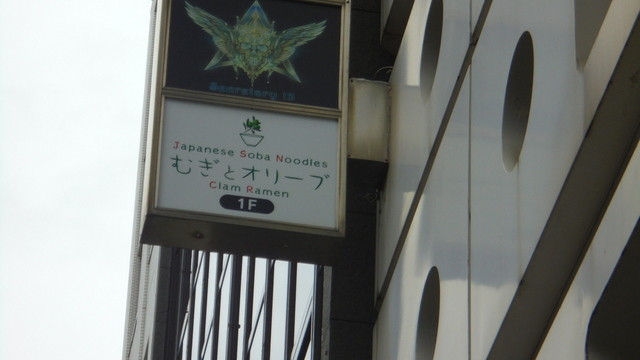 Japanese Soba Noodles
むぎとオリーブ
Clam Ramen
1F